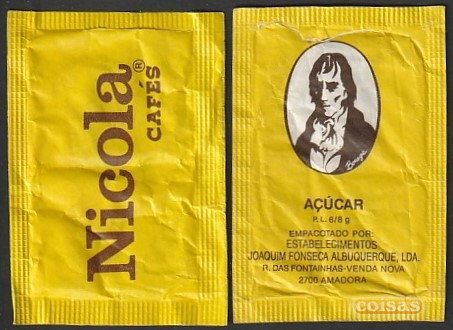 Nicola®
CAFÉS
Bocage
AÇÚCAR
P.L. 6/8 g
EMPACOTADO POR:
ESTABELECIMENTOS
JOAQUIM FONSECA ALBUQUERQUE, LDA.
R. DAS FONTAINHAS-VENDA NOVA
2700 AMADORA
coisas